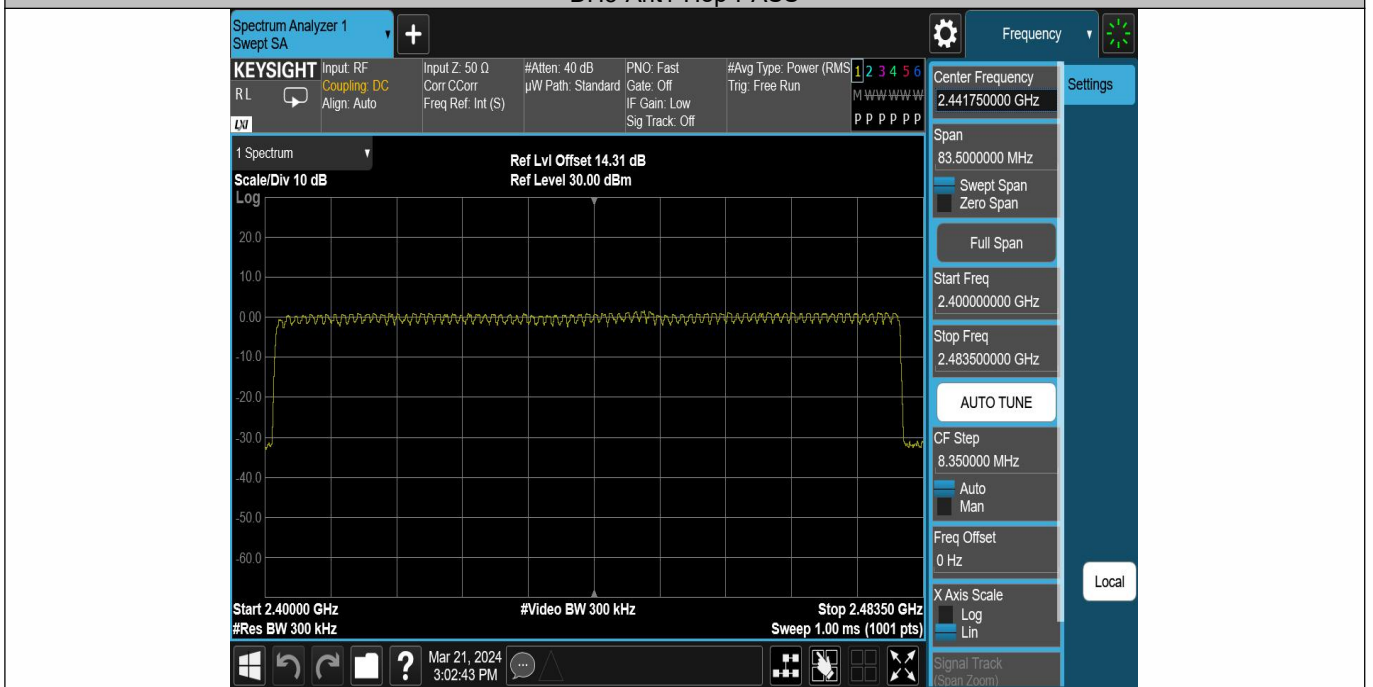 Spectrum Analyzer 1
Swept SA
Frequency
KEYSIGHT
RL
LXI
Input: RF
Coupling: DC
Align: Auto
Input Z: 50 Ω
Corr CCorr
Freq Ref: Int (S)
#Atten: 40 dB
µW Path: Standard
PNO: Fast
Gate: Off
IF Gain: Low
Sig Track: Off
#Avg Type: Power (RMS
Trig: Free Run
1 2 3 4 5 6
M W W W W W
P P P P P P
1 Spectrum
Scale/Div 10 dB
Log
Ref Lvl Offset 14.31 dB
Ref Level 30.00 dBm
20.0
10.0
0.00
-10.0
-20.0
-30.0
-40.0
-50.0
-60.0
Start 2.40000 GHz
#Res BW 300 kHz
#Video BW 300 kHz
Stop 2.48350 GHz
Sweep 1.00 ms (1001 pts)
Center Frequency
2.441750000 GHz
Settings
Span
83.5000000 MHz
Swept Span
Zero Span
Full Span
Start Freq
2.400000000 GHz
Stop Freq
2.483500000 GHz
AUTO TUNE
CF Step
8.350000 MHz
Auto
Man
Freq Offset
0 Hz
X Axis Scale
Log
Lin
Local
Signal Track
(Span Zoom)
?
Mar 21, 2024
3:02:43 PM